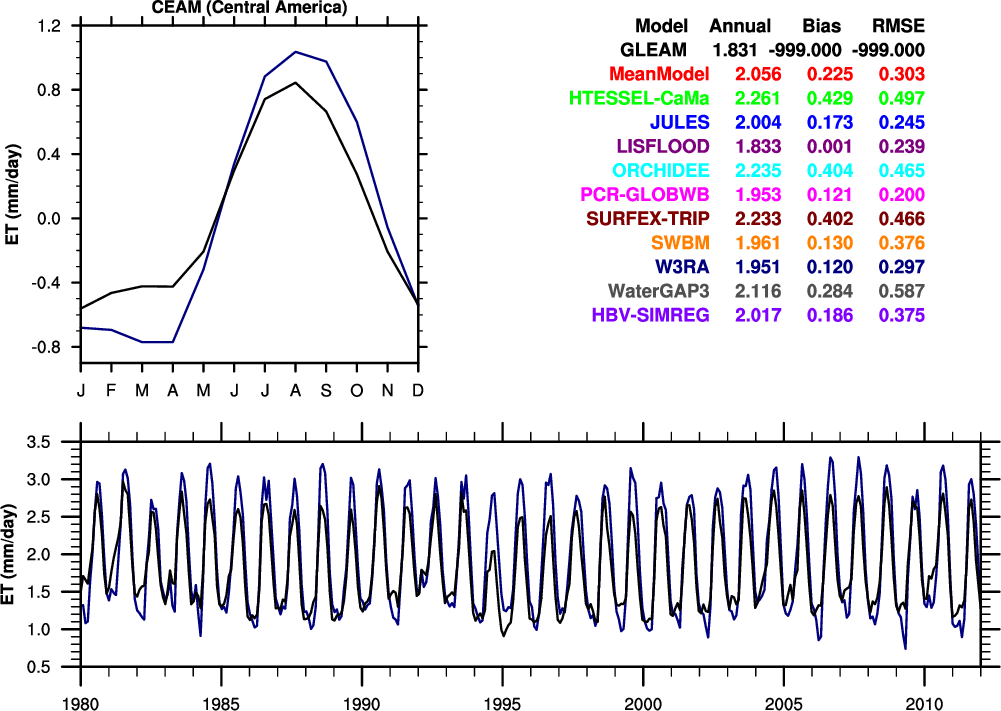 CEAM (Central America)
1.2
0.8
0.4
0.0
-0.4
-0.8
ET (mm/day)
J F M A M J J A S O N D
Model Annual Bias RMSE
GLEAM 1.831 -999.000 -999.000
MeanModel 2.056 0.225 0.303
HTESSEL-CaMa 2.261 0.429 0.497
JULES 2.004 0.173 0.245
LISFLOOD 1.833 0.001 0.239
ORCHIDEE 2.235 0.404 0.465
PCR-GLOBWB 1.953 0.121 0.200
SURFEX-TRIP 2.233 0.402 0.466
SWBM 1.961 0.130 0.376
W3RA 1.951 0.120 0.297
WaterGAP3 2.116 0.284 0.587
HBV-SIMREG 2.017 0.186 0.375
3.5
3.0
2.5
2.0
1.5
1.0
0.5
ET (mm/day)
1980 1985 1990 1995 2000 2005 2010